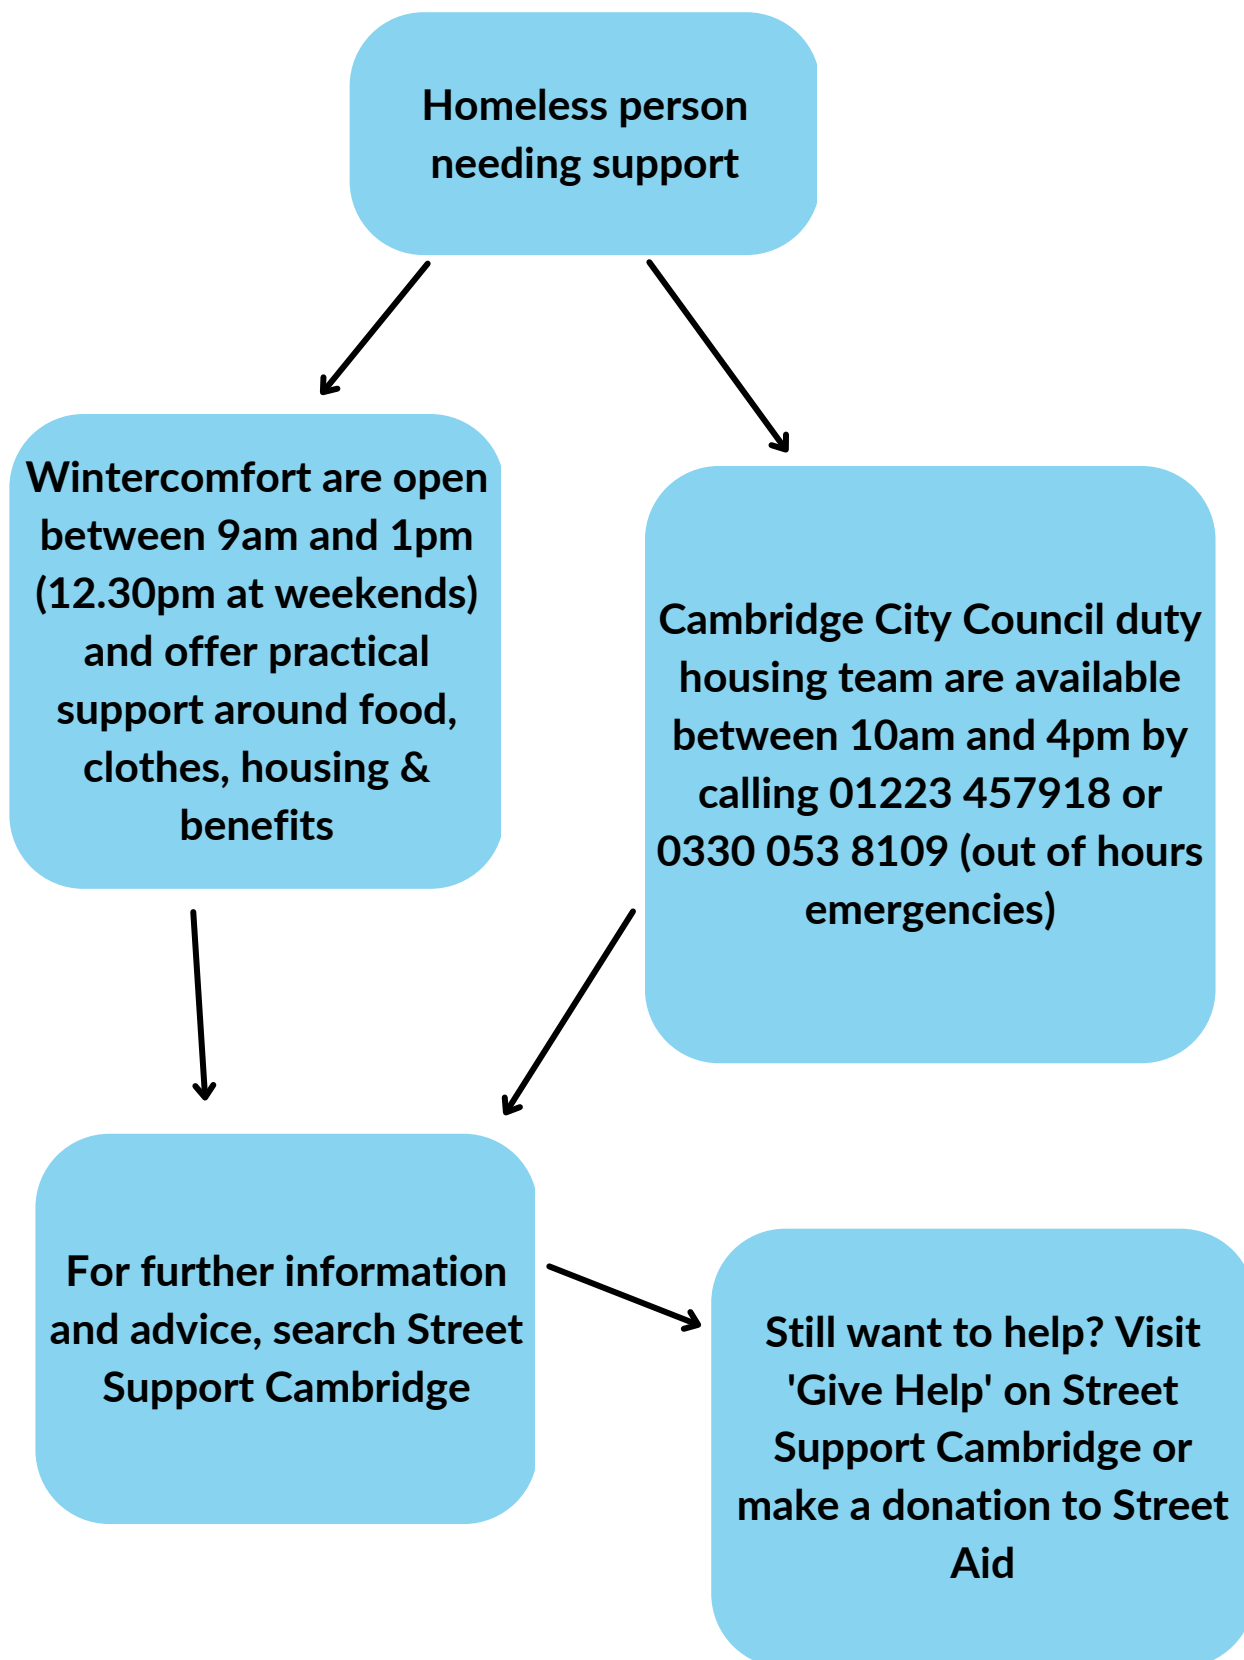 Homeless person
needing support
Wintercomfort are open
between 9am and 1pm
(12.30pm at weekends)
and offer practical
support around food,
clothes, housing &
benefits
Cambridge City Council duty
housing team are available
between 10am and 4pm by
calling 01223 457918 or
0330 053 8109 (out of hours
emergencies)
For further information
and advice, search Street
Support Cambridge
Still want to help? Visit
'Give Help' on Street
Support Cambridge or
make a donation to Street
Aid